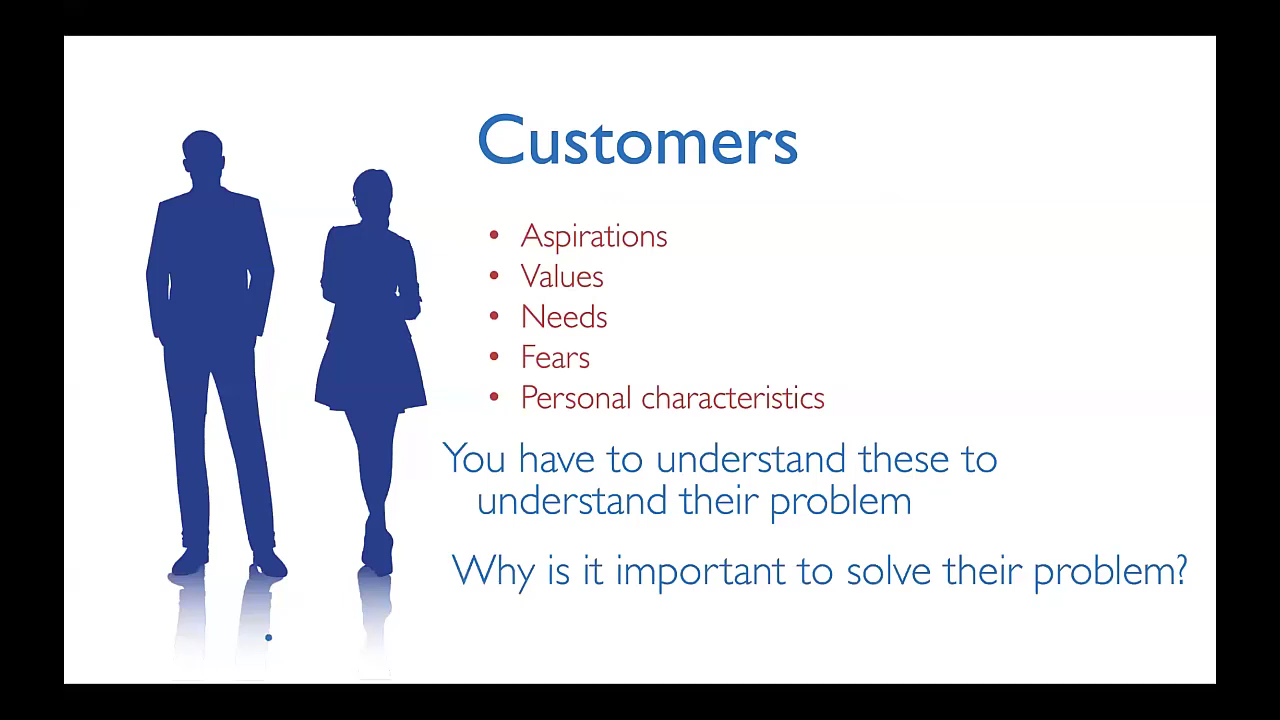 Customers
• Aspirations
• Values
• Needs
• Fears
• Personal characteristics
You have to understand these to
understand their problem
Why is it important to solve their problem?